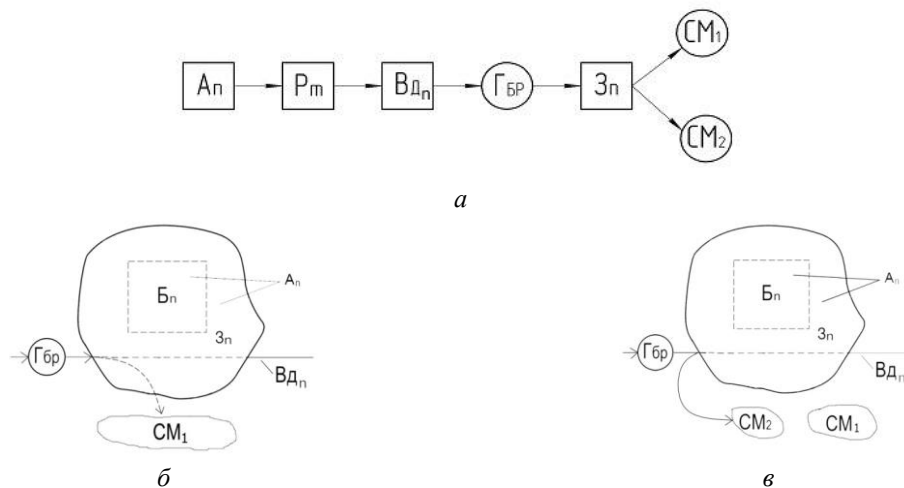 Aп Pm Вдп ГБР Зп СМ1
СМ2
а
Бп Aп
Зп
Гбр
Вдп
СМ1
б
Бп Aп
Зп
Гбр
Вдп
СМ2 СМ1
в